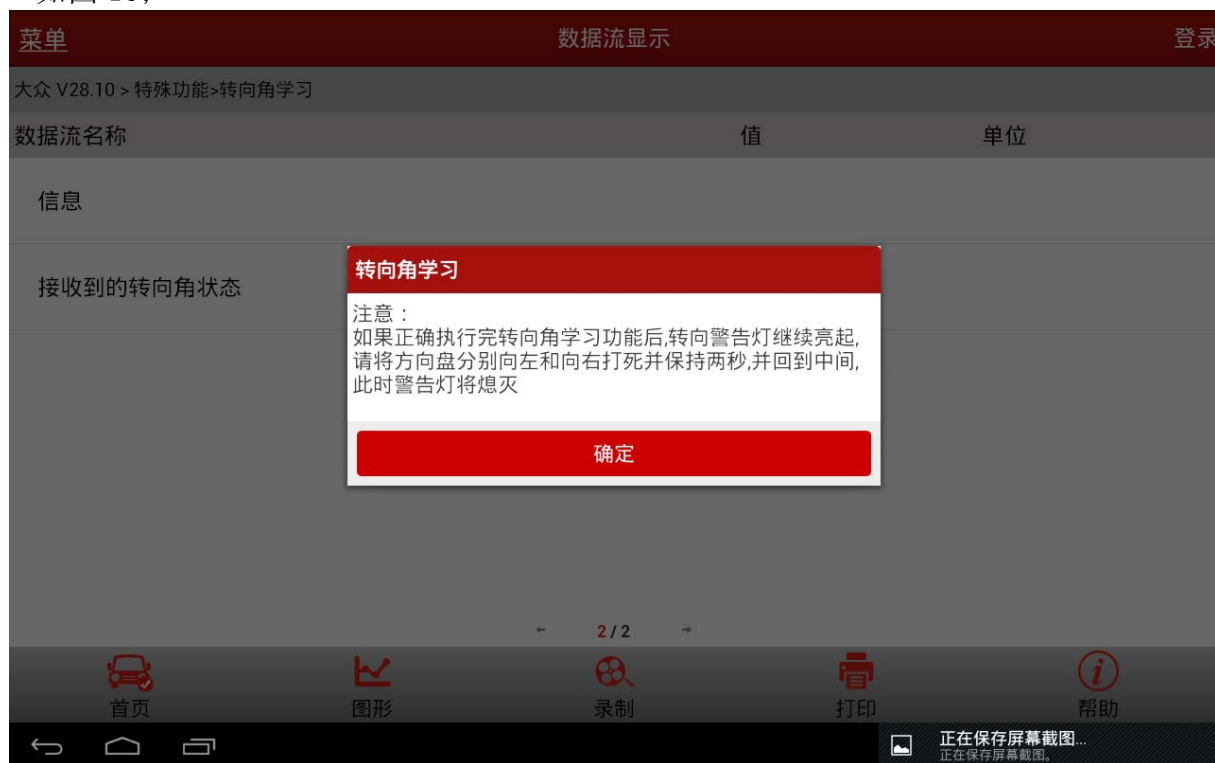 菜单
数据流显示
登录
大众 V28.10 > 特殊功能>转向角学习
数据流名称
值
单位
信息
接收到的转向角状态
转向角学习
注意：
如果正确执行完转向角学习功能后,转向警告灯继续亮起,
请将方向盘分别向左和向右打死并保持两秒,并回到中间,
此时警告灯将熄灭
确定
2 / 2
首页
图形
录制
打印
帮助
正在保存屏幕截图...
正在保存屏幕截图。